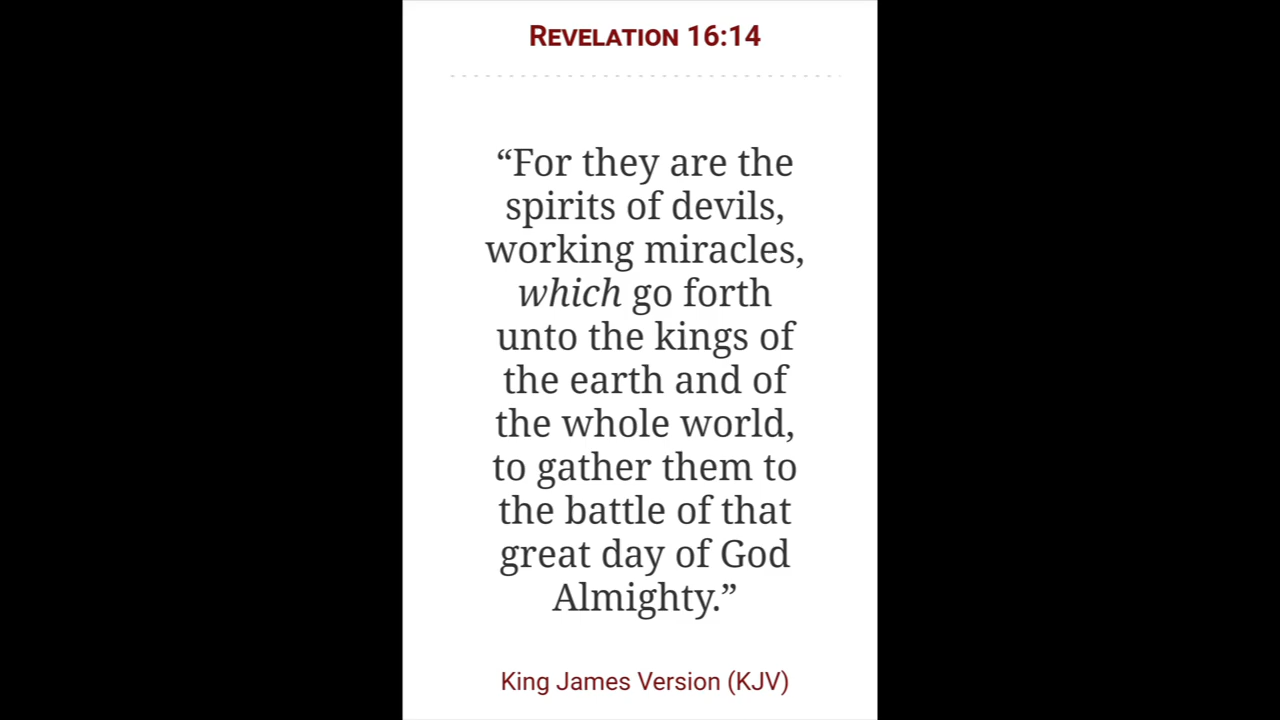 REVELATION 16:14
“For they are the
spirits of devils,
working miracles,
which go forth
unto the kings of
the earth and of
the whole world,
to gather them to
the battle of that
great day of God
Almighty.”
King James Version (KJV)